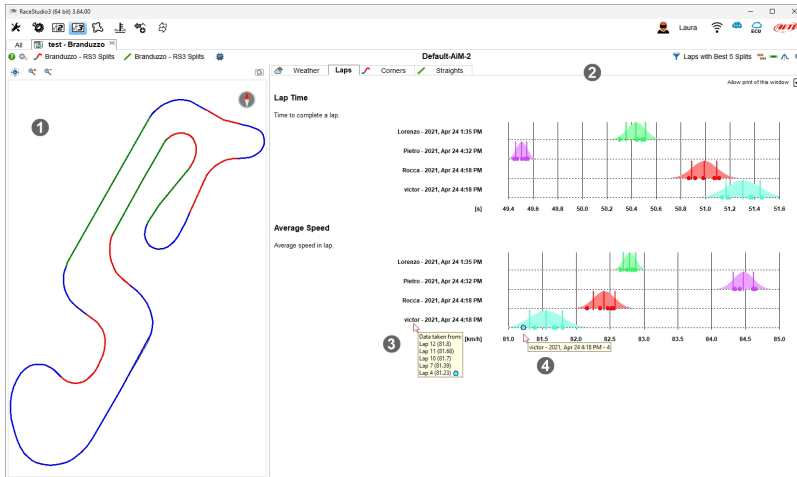 RaceStudio3 (64 bit) 3.64.00
Laura
ECU
All
test - Branduzzo
Branduzzo - RS3 Splits
Branduzzo - RS3 Splits
Default-AiM-2
Laps with Best 5 Splits
Weather
Laps
Corners
Straights
Allow print of this window
1
2
Lap Time
Time to complete a lap.
Lorenzo - 2021, Apr 24 1:35 PM
Pietro - 2021, Apr 24 4:32 PM
Rocca - 2021, Apr 24 4:18 PM
victor - 2021, Apr 24 4:18 PM
[s] 49.4 49.6 49.8 50.0 50.2 50.4 50.6 50.8 51.0 51.2 51.4 51.6
Average Speed
Average speed in lap.
Lorenzo - 2021, Apr 24 1:35 PM
Pietro - 2021, Apr 24 4:32 PM
Rocca - 2021, Apr 24 4:18 PM
victor - 2021, Apr 24 4:18 PM
[km/h] 81.0 81.5 82.0 82.5 83.0 83.5 84.0 84.5 85.0
3
Data taken from:
Lap 12 (81.8)
Lap 11 (81.68)
Lap 10 (81.7)
Lap 7 (81.39)
Lap 4 (81.23)
victor - 2021, Apr 24 4:18 PM - 4
4